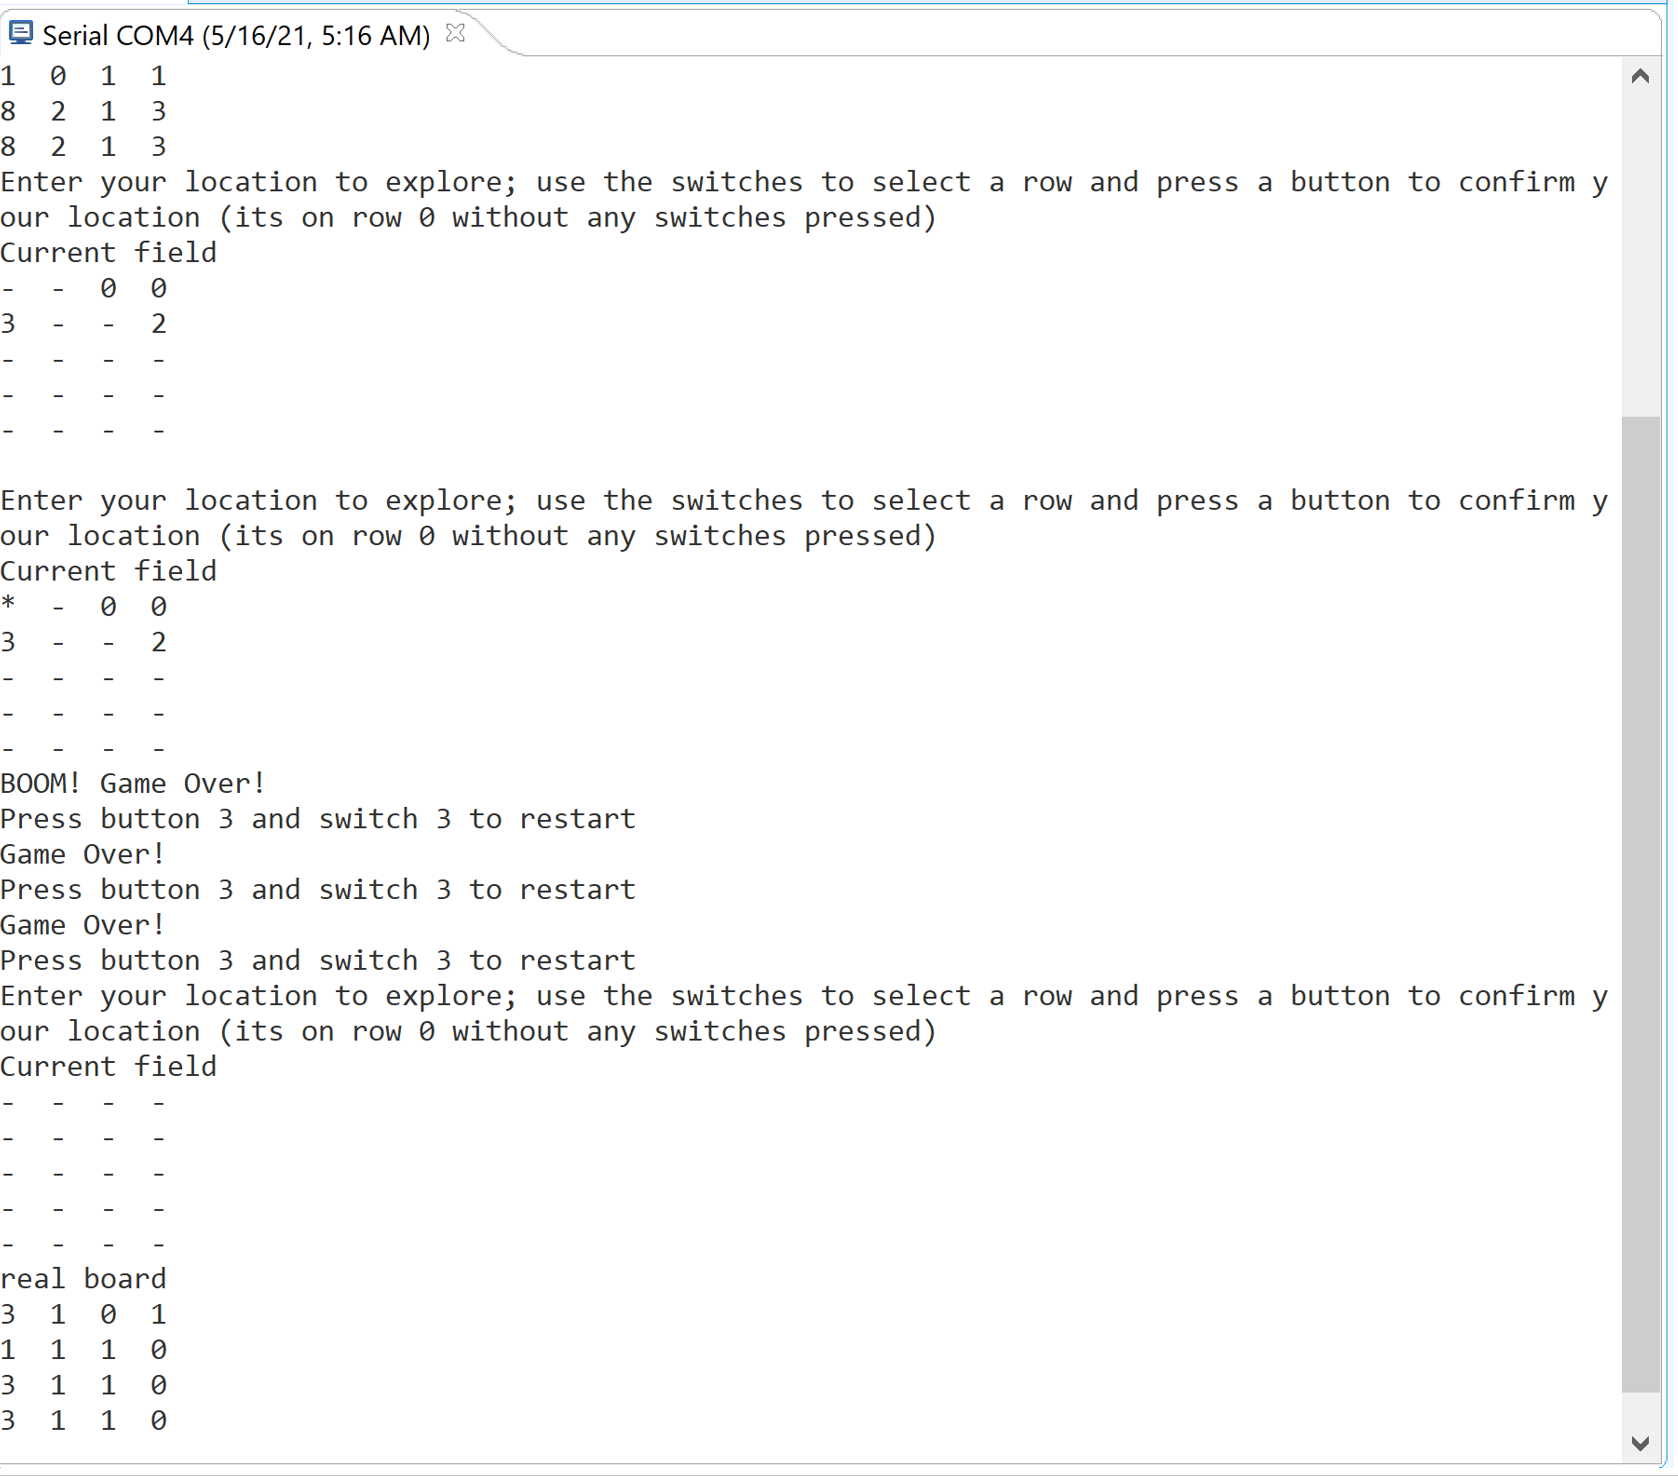 Serial COM4 (5/16/21, 5:16 AM)
1  0  1  1
8  2  1  3
8  2  1  3
Enter your location to explore; use the switches to select a row and press a button to confirm y
our location (its on row 0 without any switches pressed)
Current field
-  -  0  0
3  -  -  2
-  -  -  -
-  -  -  -
-  -  -  -
Enter your location to explore; use the switches to select a row and press a button to confirm y
our location (its on row 0 without any switches pressed)
Current field
*  -  0  0
3  -  -  2
-  -  -  -
-  -  -  -
-  -  -  -
BOOM! Game Over!
Press button 3 and switch 3 to restart
Game Over!
Press button 3 and switch 3 to restart
Game Over!
Press button 3 and switch 3 to restart
Enter your location to explore; use the switches to select a row and press a button to confirm y
our location (its on row 0 without any switches pressed)
Current field
-  -  -  -
-  -  -  -
-  -  -  -
-  -  -  -
-  -  -  -
real board
3  1  0  1
1  1  1  0
3  1  1  0
3  1  1  0